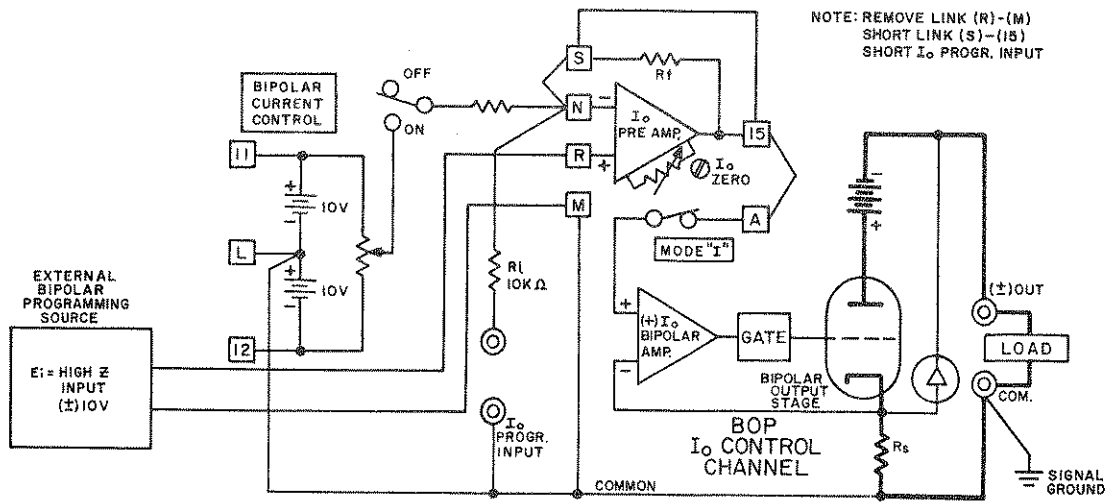 NOTE: REMOVE LINK (R)-(M)
SHORT LINK (S)-(15)
SHORT Io PROGR. INPUT
BIPOLAR
CURRENT
CONTROL
OFF
ON
S
Rf
N
−
Io
PRE AMP.
15
R
+
Io
ZERO
M
A
MODE "I"
11
+
−
10V
L
+
−
10V
12
Ri
10KΩ
EXTERNAL
BIPOLAR
PROGRAMMING
SOURCE
Ei = HIGH Z
INPUT
(±) 10V
Io
PROGR.
INPUT
+
(+) Io
BIPOLAR
AMP.
−
GATE
−
+
BIPOLAR
OUTPUT
STAGE
(±) OUT
LOAD
COM.
BOP
Io CONTROL
CHANNEL
Rs
COMMON
SIGNAL
GROUND